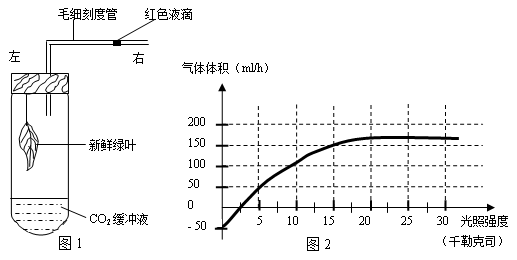 毛细刻度管
红色液滴
左
右
新鲜绿叶
CO2缓冲液
图1
气体体积（ml/h）
200
150
100
50
0
- 50
5
10
15
20
25
30
光照强度
（千勒克司）
图2